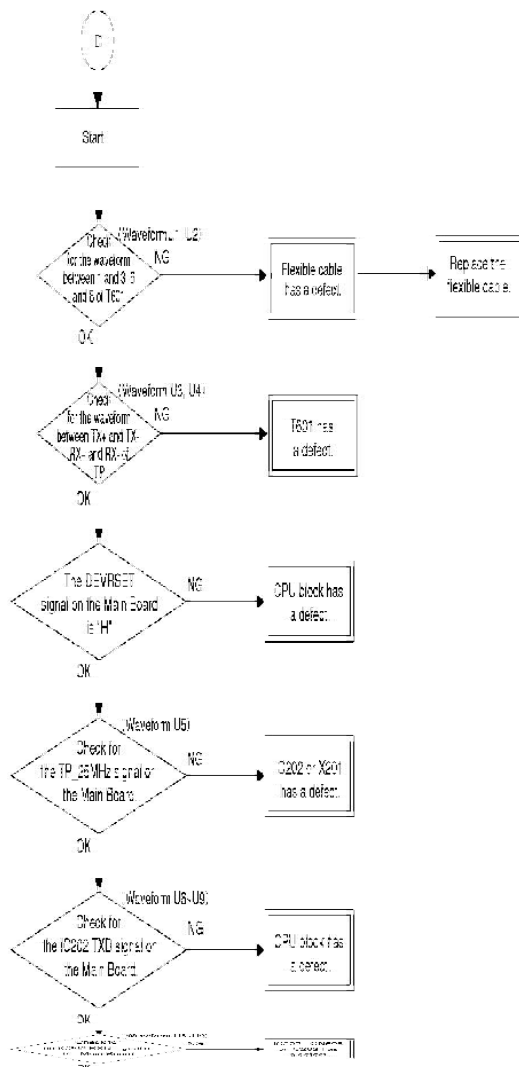 D
Start
(Waveform U1, U2)
Check
for the waveform
between 1 and 3, 6
and 8 of T601
NG
Flexible cable
has a defect.
Replace the
flexible cable.
OK
(Waveform U3, U4)
Check
for the waveform
between TX+ and TX-
RX+ and RX- of
TP
NG
T601 has
a defect.
OK
The DEVRSET
signal on the Main Board
is "H"
NG
CPU block has
a defect.
OK
(Waveform U5)
Check for
the TP_25MHz signal on
the Main Board.
NG
IC202 or X201
has a defect.
OK
(Waveform U6~U9)
Check for
the IC202 TXD signal on
the Main Board.
NG
CPU block has
a defect.
OK
OK